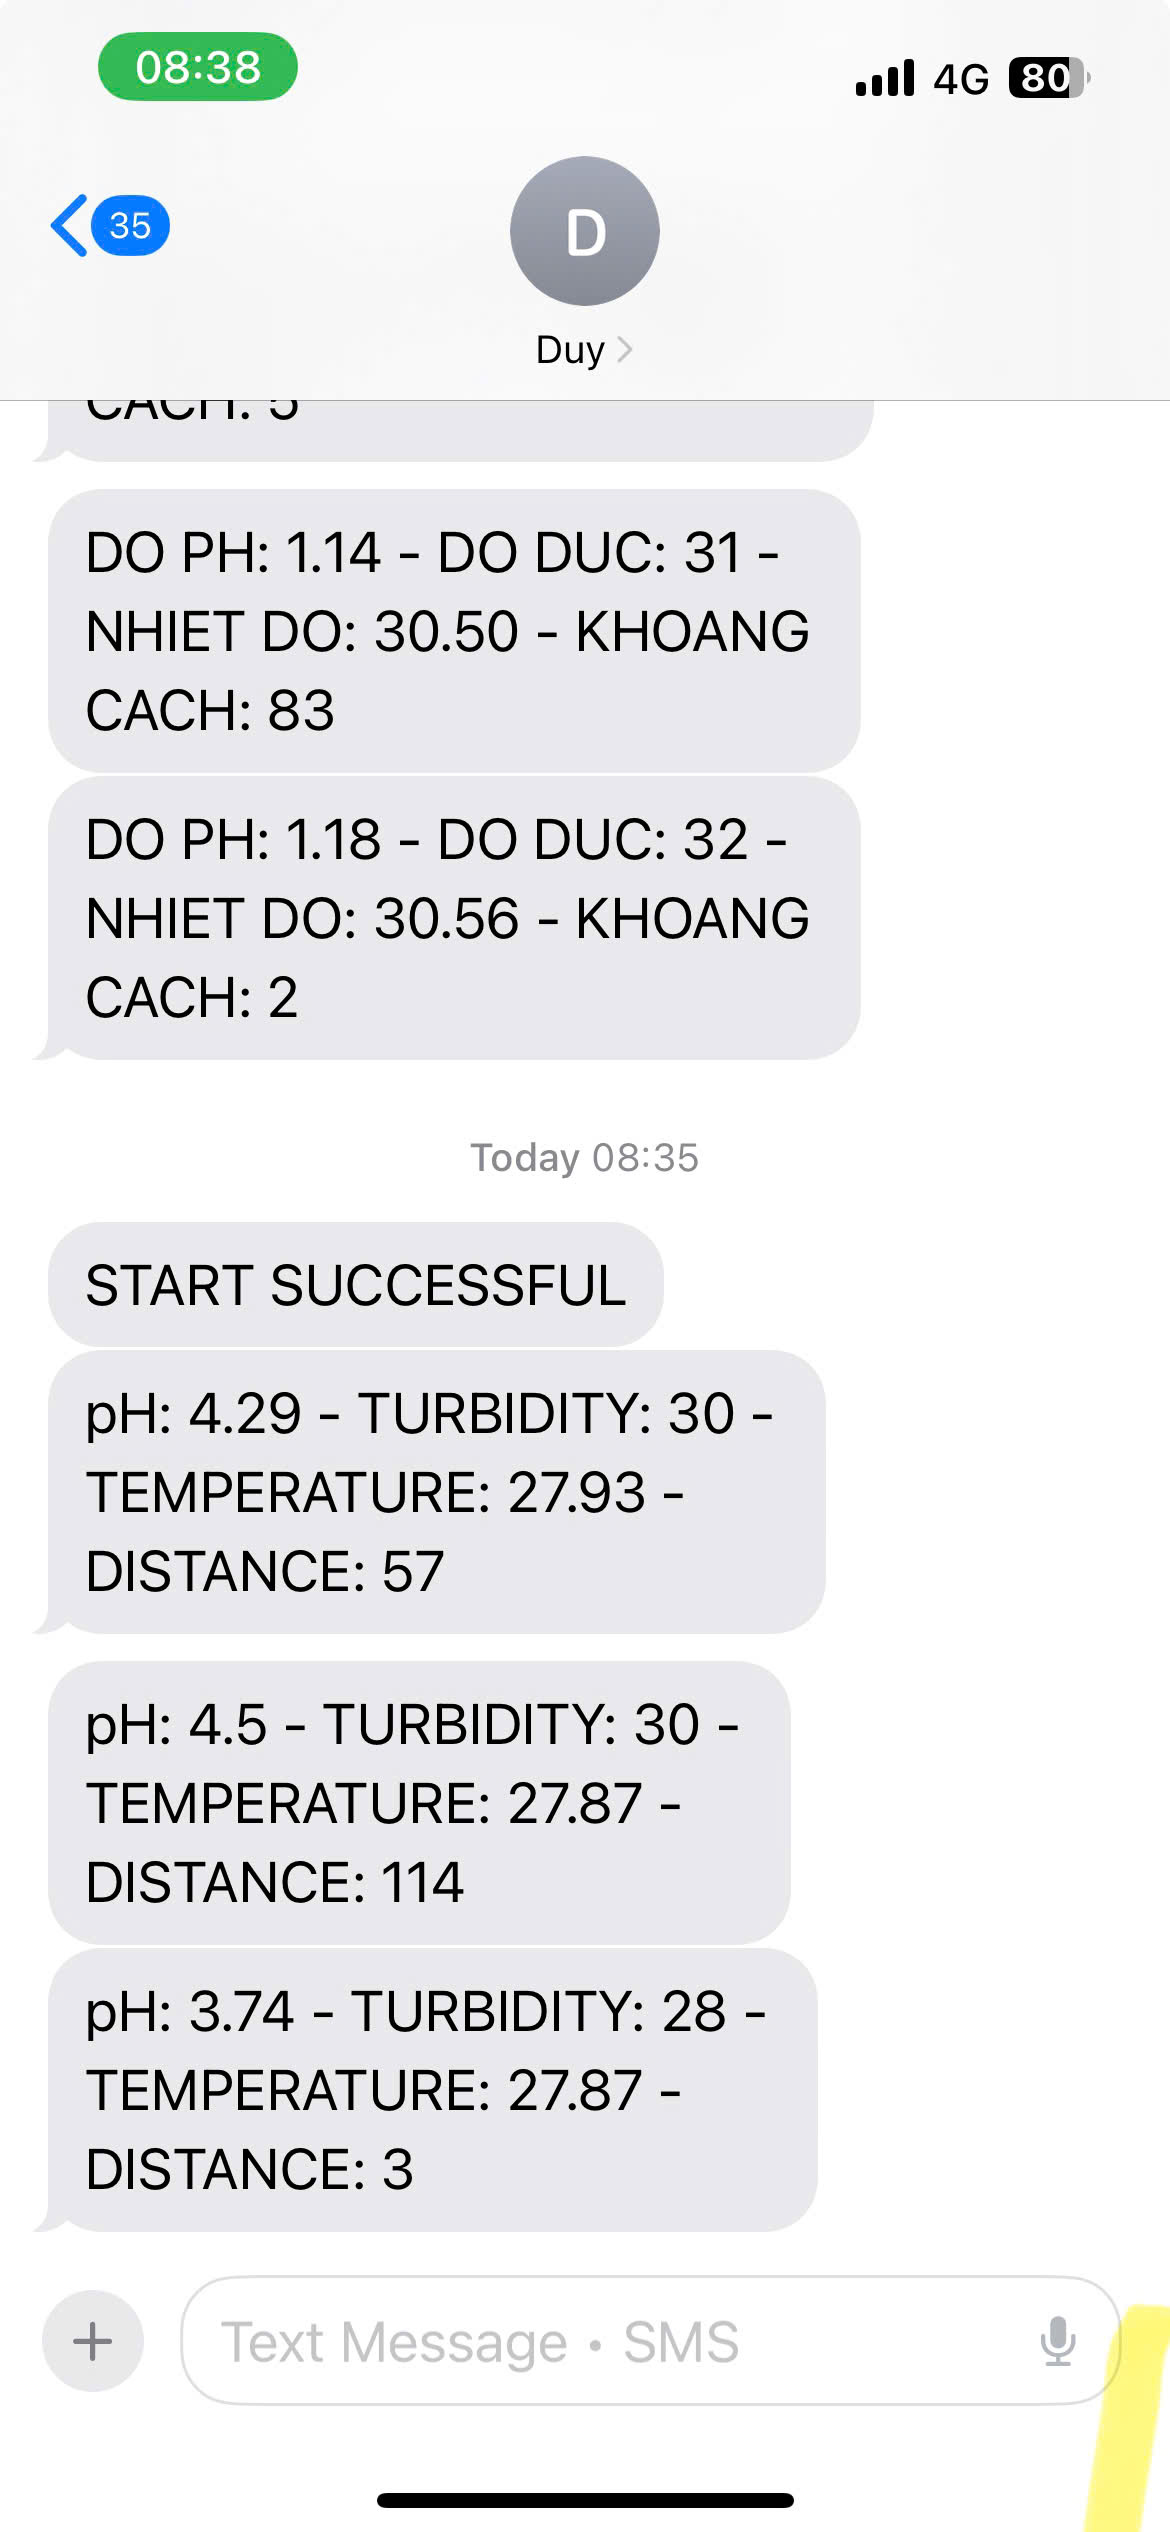 08:38
4G 80
35
D
Duy
CACH: 5
DO PH: 1.14 - DO DUC: 31 -
NHIET DO: 30.50 - KHOANG
CACH: 83
DO PH: 1.18 - DO DUC: 32 -
NHIET DO: 30.56 - KHOANG
CACH: 2
Today 08:35
START SUCCESSFUL
pH: 4.29 - TURBIDITY: 30 -
TEMPERATURE: 27.93 -
DISTANCE: 57
pH: 4.5 - TURBIDITY: 30 -
TEMPERATURE: 27.87 -
DISTANCE: 114
pH: 3.74 - TURBIDITY: 28 -
TEMPERATURE: 27.87 -
DISTANCE: 3
Text Message • SMS